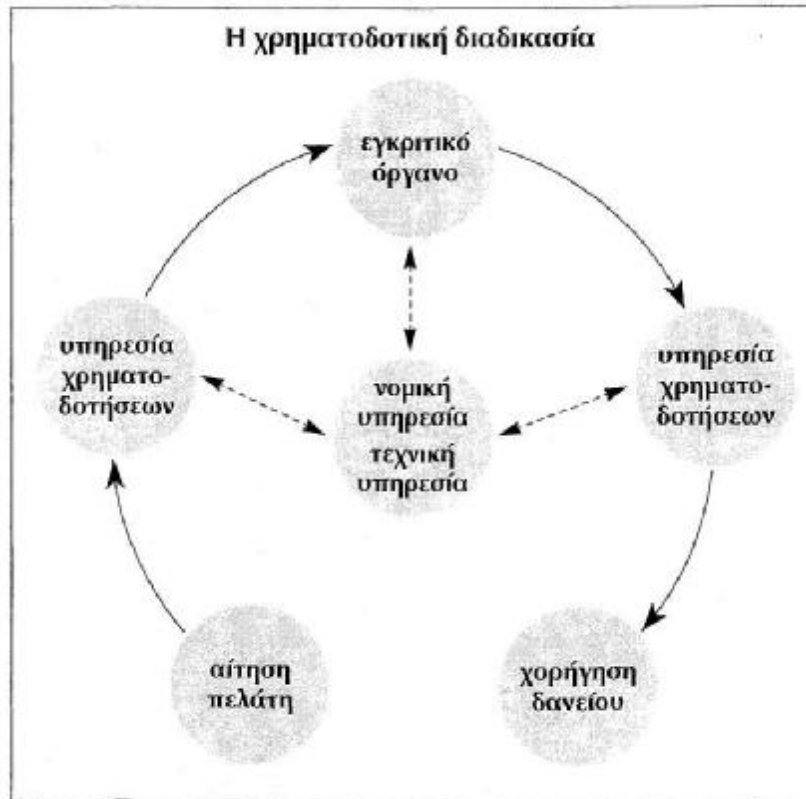 Η χρηματοδοτική διαδικασία
εγκριτικό
όργανο
υπηρεσία
χρηματο-
δοτήσεων
νομική
υπηρεσία
τεχνική
υπηρεσία
υπηρεσία
χρηματο-
δοτήσεων
αίτηση
πελάτη
χορήγηση
δανείου